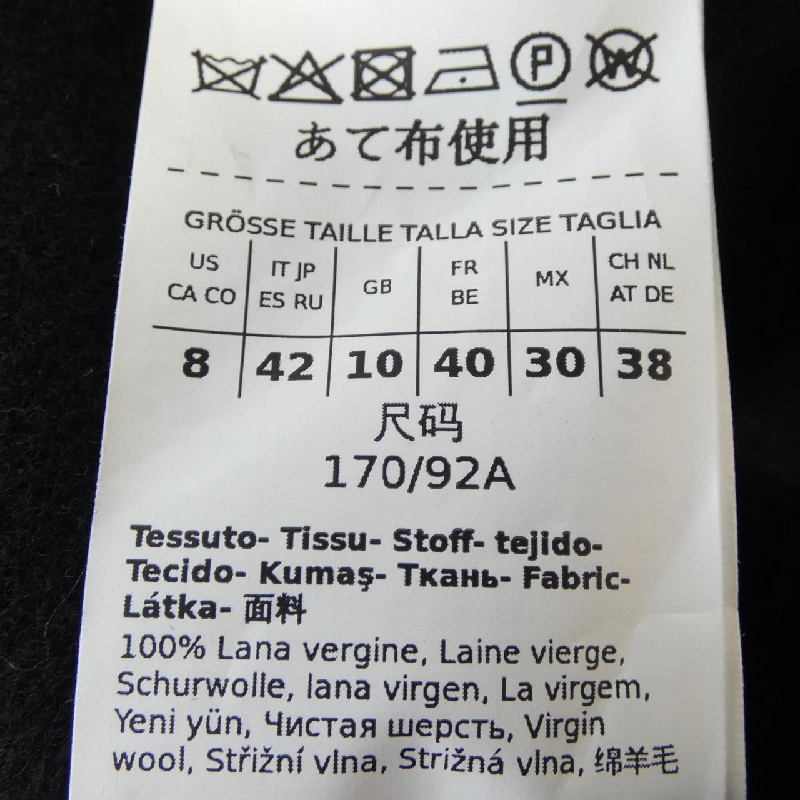 P W
あて布使用
GRÖSSE TAILLE TALLA SIZE TAGLIA
US CA CO | IT JP ES RU | GB | FR BE | MX | CH NL AT DE
8 | 42 | 10 | 40 | 30 | 38
尺码
170/92A
Tessuto- Tissu- Stoff- tejido-
Tecido- Kumaş- Ткань- Fabric-
Látka- 面料
100% Lana vergine, Laine vierge,
Schurwolle, lana virgen, La virgem,
Yeni yün, Чистая шерсть, Virgin
wool, Střižní vlna, Strižná vlna, 绵羊毛